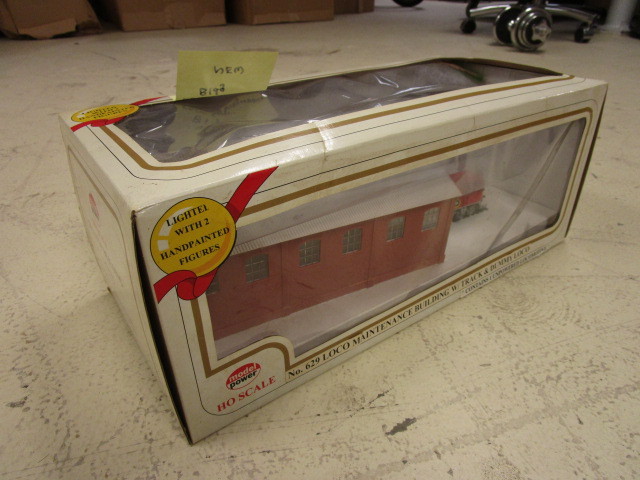 LIGHTED
WITH 2
HANDPAINTED
FIGURES
model
power
HO SCALE
No. 629 LOCO MAINTENANCE BUILDING W/TRACK & DUMMY LOCO